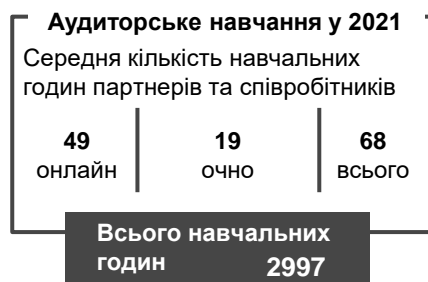 Аудиторське навчання у 2021
Середня кількість навчальних
годин партнерів та співробітників
49 19 68
онлайн очно всього
Всього навчальних
годин 2997